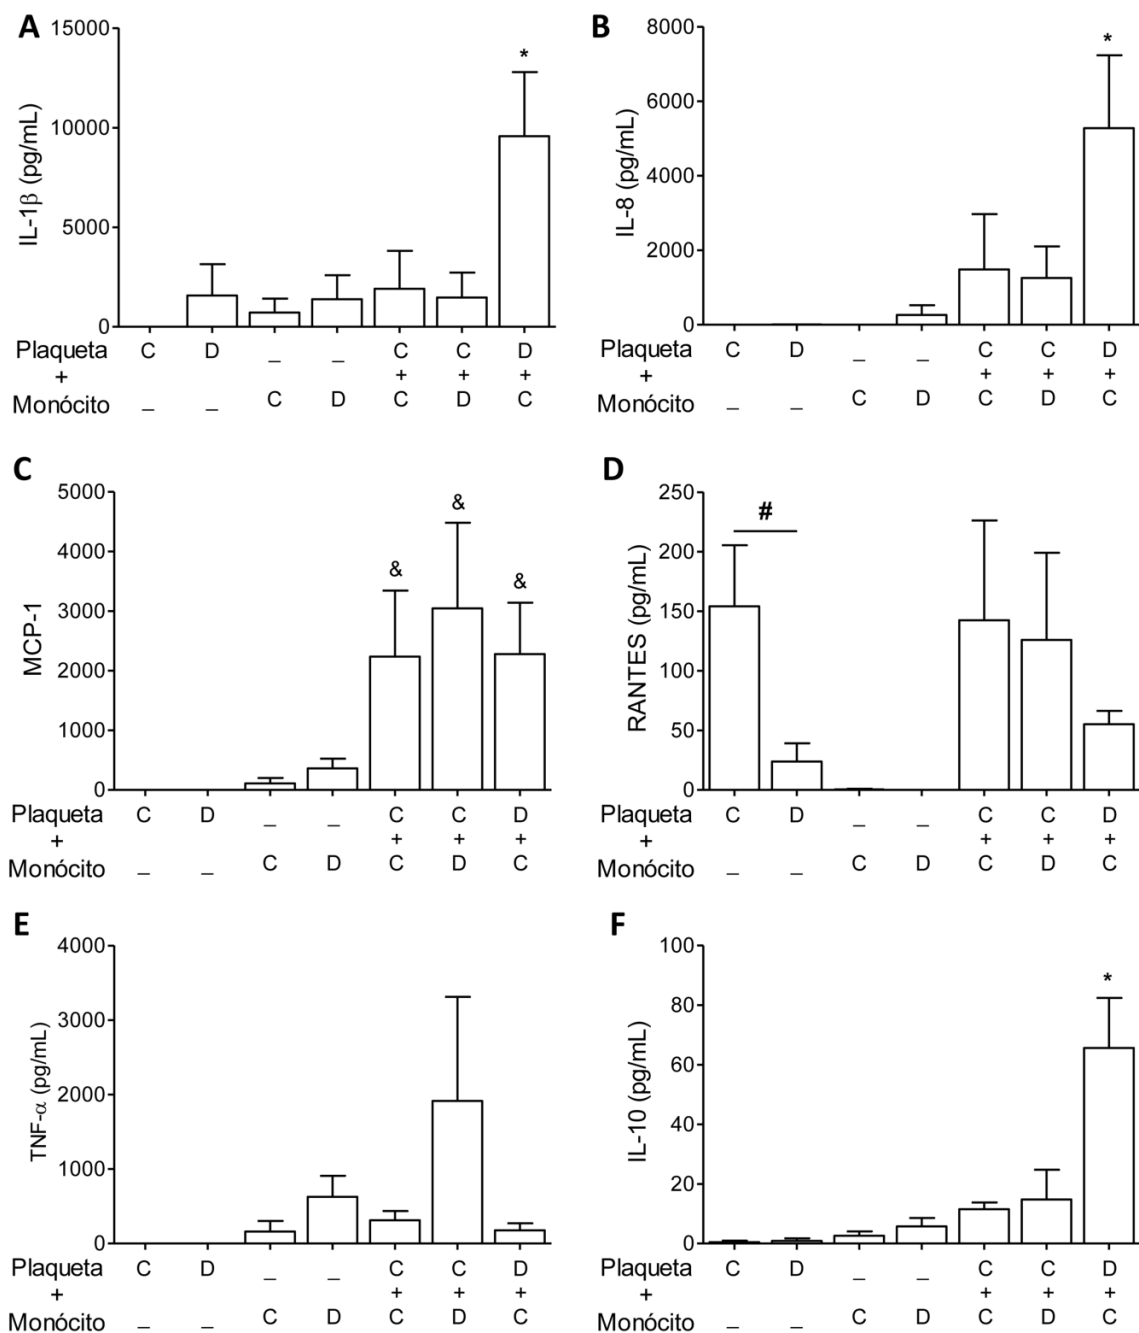 A
IL-1β (pg/mL)
15000
*
10000
5000
0
Plaqueta C D _ _ C C D
+ + + +
Monócito _ _ C D C D C
B
IL-8 (pg/mL)
8000
*
6000
4000
2000
0
Plaqueta C D _ _ C C D
+ + + +
Monócito _ _ C D C D C
C
MCP-1
5000
& & &
4000
3000
2000
1000
0
Plaqueta C D _ _ C C D
+ + + +
Monócito _ _ C D C D C
D
RANTES (pg/mL)
250
#
200
150
100
50
0
Plaqueta C D _ _ C C D
+ + + +
Monócito _ _ C D C D C
E
TNF-α (pg/mL)
4000
3000
2000
1000
0
Plaqueta C D _ _ C C D
+ + + +
Monócito _ _ C D C D C
F
IL-10 (pg/mL)
100
*
80
60
40
20
0
Plaqueta C D _ _ C C D
+ + + +
Monócito _ _ C D C D C